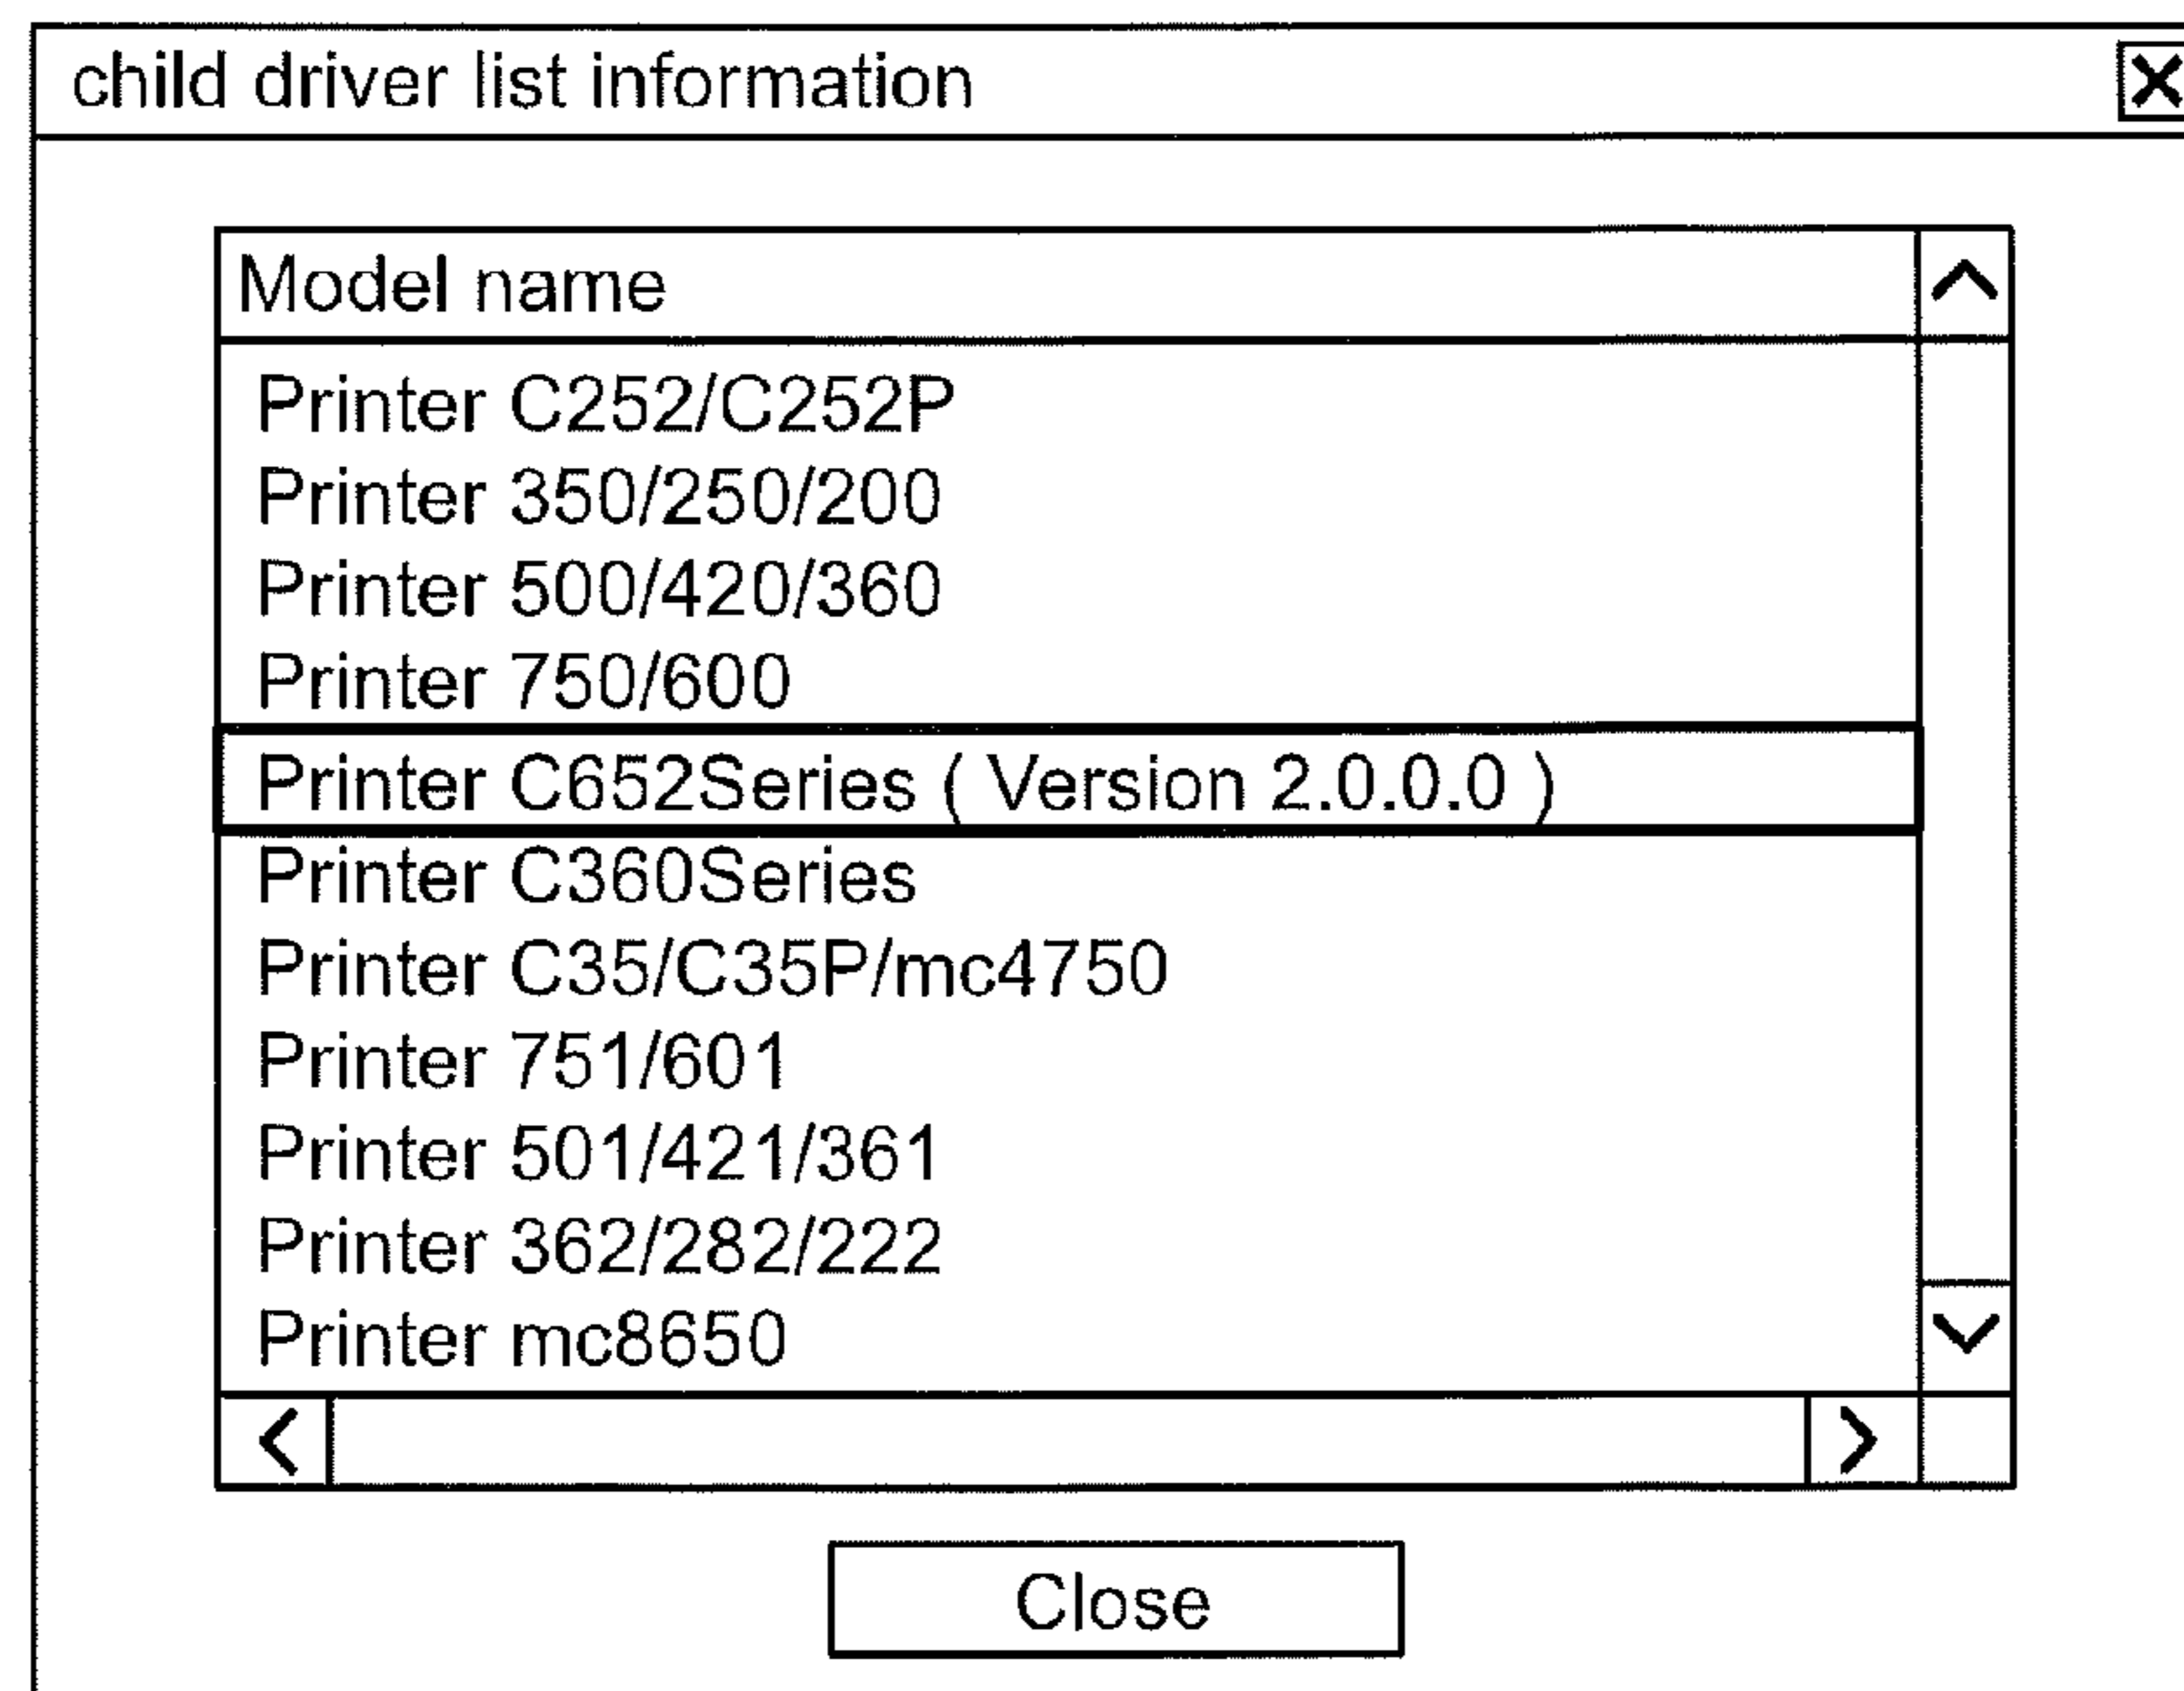 child driver list information
Model name
Printer C252/C252P
Printer 350/250/200
Printer 500/420/360
Printer 750/600
Printer C652Series ( Version 2.0.0.0 )
Printer C360Series
Printer C35/C35P/mc4750
Printer 751/601
Printer 501/421/361
Printer 362/282/222
Printer mc8650
Close